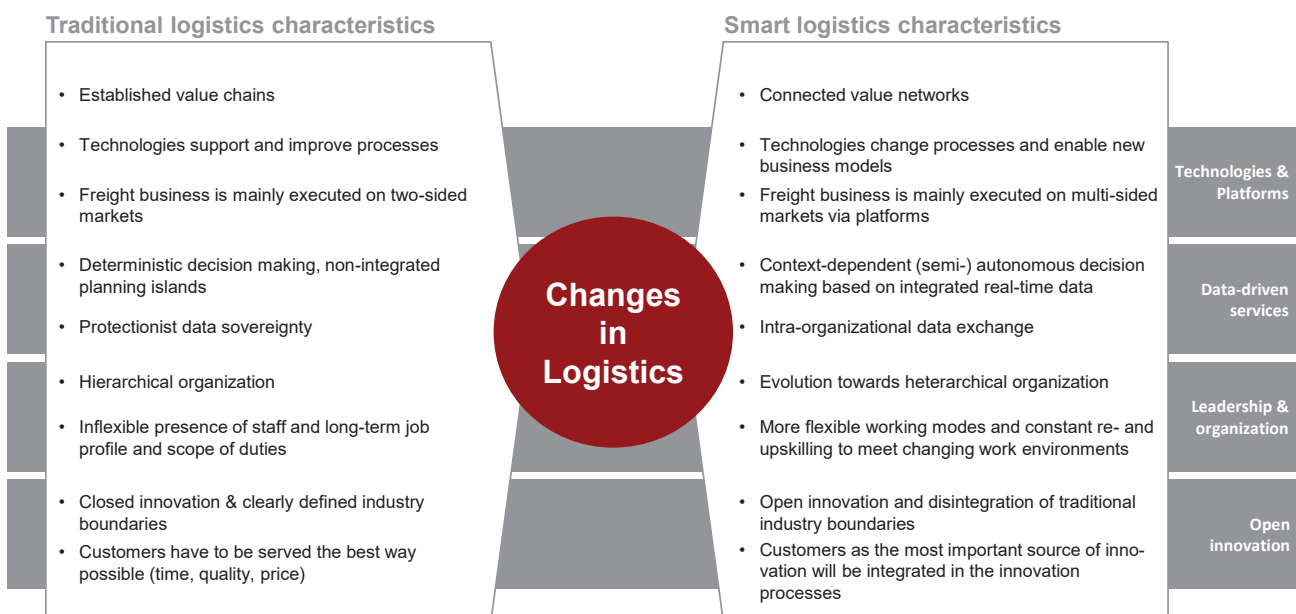 Traditional logistics characteristics
• Established value chains
• Technologies support and improve processes
• Freight business is mainly executed on two-sided
markets
• Deterministic decision making, non-integrated
planning islands
• Protectionist data sovereignty
• Hierarchical organization
• Inflexible presence of staff and long-term job
profile and scope of duties
• Closed innovation & clearly defined industry
boundaries
• Customers have to be served the best way
possible (time, quality, price)
Changes
in
Logistics
Smart logistics characteristics
• Connected value networks
• Technologies change processes and enable new
business models
• Freight business is mainly executed on multi-sided
markets via platforms
• Context-dependent (semi-) autonomous decision
making based on integrated real-time data
• Intra-organizational data exchange
• Evolution towards heterarchical organization
• More flexible working modes and constant re- and
upskilling to meet changing work environments
• Open innovation and disintegration of traditional
industry boundaries
• Customers as the most important source of inno-
vation will be integrated in the innovation
processes
Technologies &
Platforms
Data-driven
services
Leadership &
organization
Open
innovation